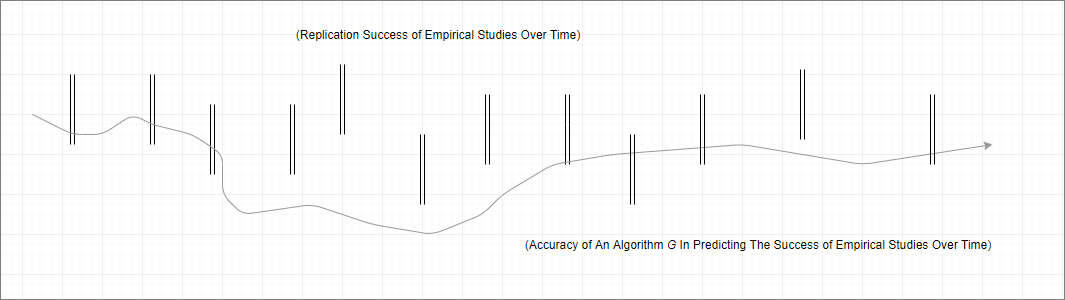 (Replication Success of Empirical Studies Over Time)
(Accuracy of An Algorithm G In Predicting The Success of Empirical Studies Over Time)